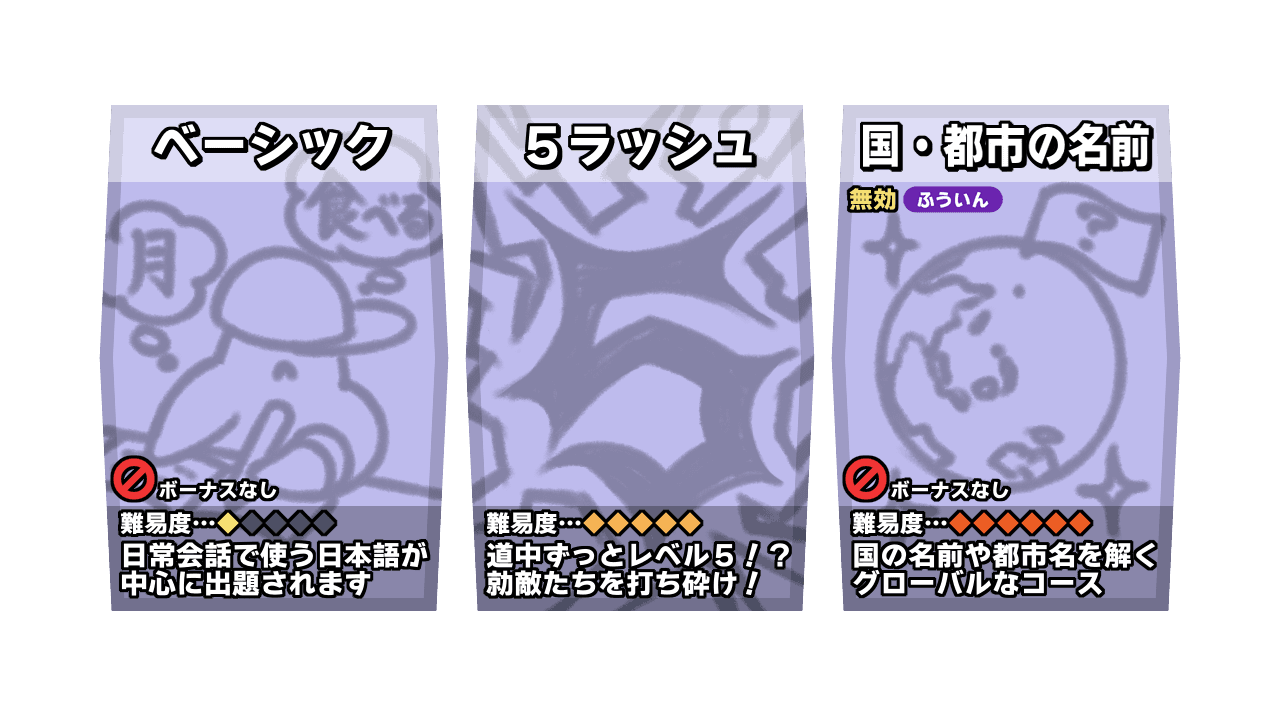 ベーシック
月
食べる
ボーナスなし
難易度…
日常会話で使う日本語が
中心に出題されます
5ラッシュ
難易度…
道中ずっとレベル5！？
勍敵たちを打ち砕け！
国・都市の名前
無効 ふういん
?
ボーナスなし
難易度…
国の名前や都市名を解く
グローバルなコース